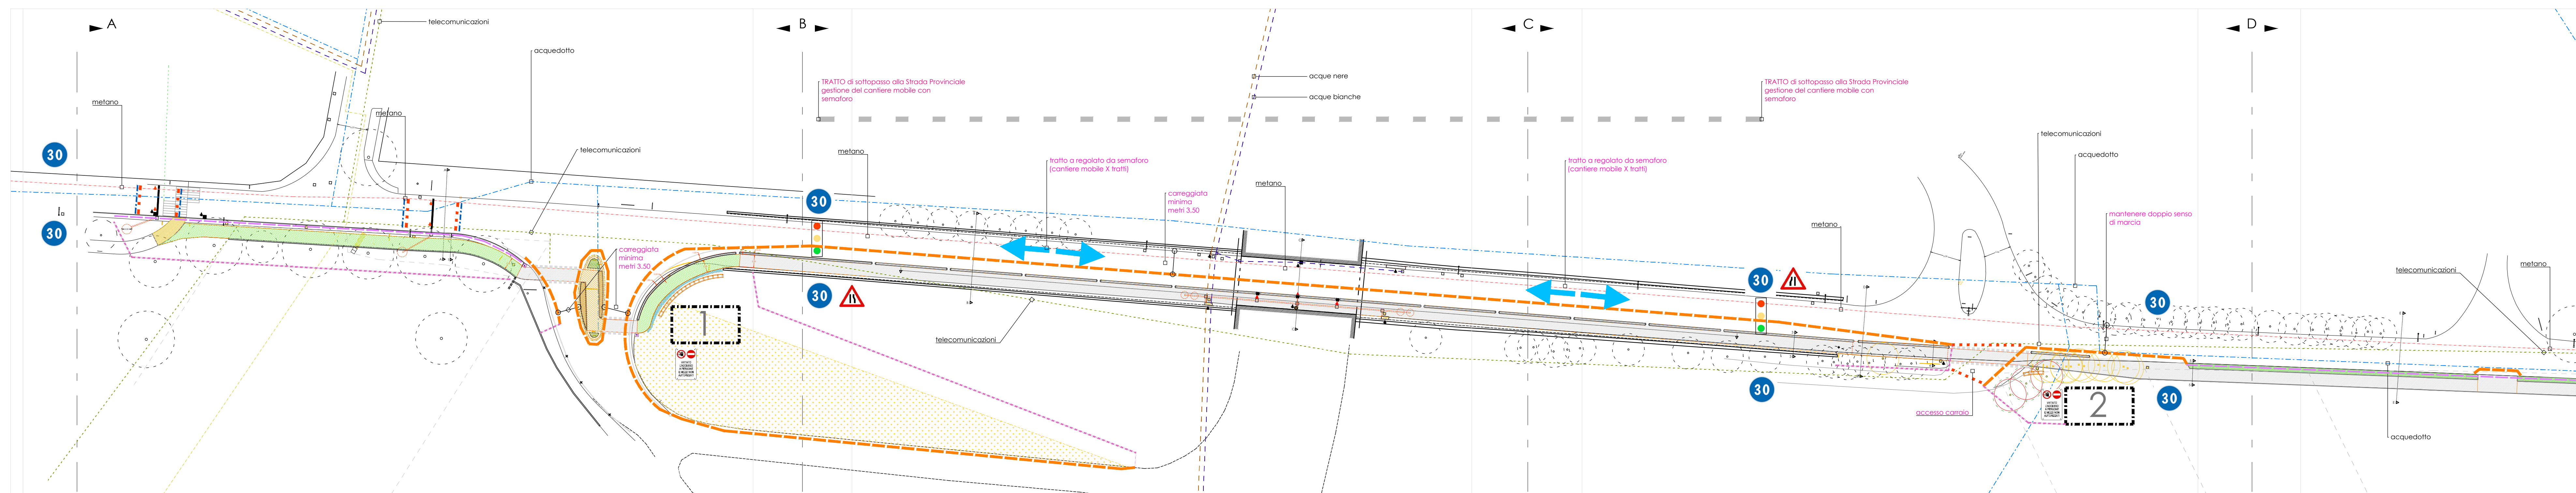 A
B
C
D
telecomunicazioni
acquedotto
metano
metano
telecomunicazioni
30
30
carreggiata
minima
metri 3.50
1
TRATTO di sottopasso alla Strada Provinciale
gestione del cantiere mobile con
semaforo
metano
30
30
tratto a regolato da semaforo
(cantiere mobile X tratti)
carreggiata
minima
metri 3.50
metano
acque nere
acque bianche
telecomunicazioni
TRATTO di sottopasso alla Strada Provinciale
gestione del cantiere mobile con
semaforo
tratto a regolato da semaforo
(cantiere mobile X tratti)
metano
30
30
accesso carraio
telecomunicazioni
acquedotto
mantenere doppio senso
di marcia
30
30
2
telecomunicazioni
metano
acquedotto